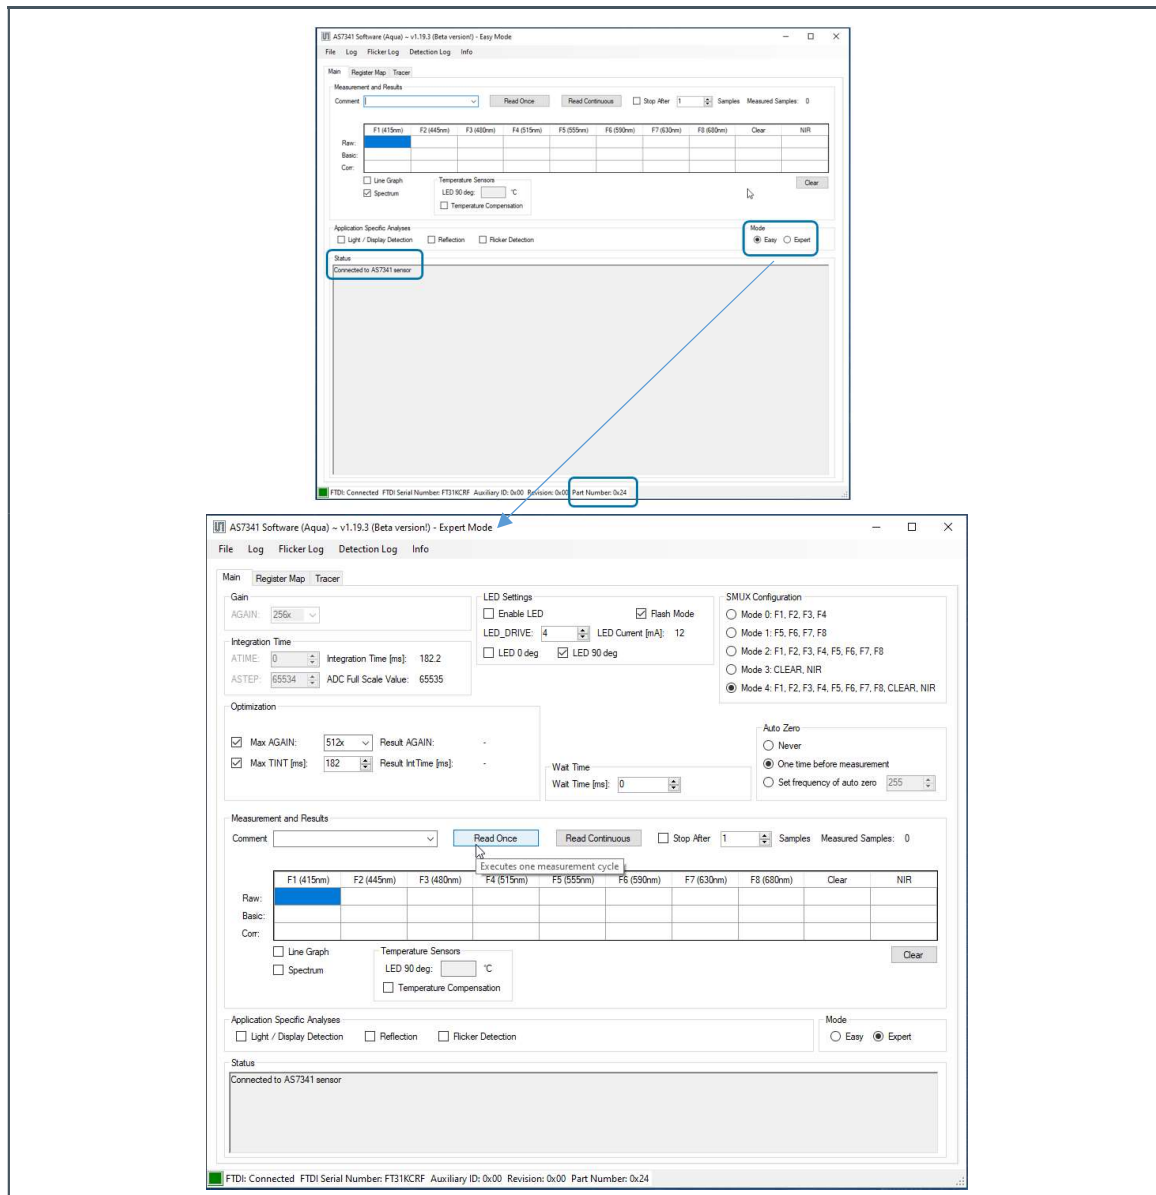 AS7341 Software (Aqua) ~ v1.19.3 (Beta version!) - Easy Mode
File Log Flicker Log Detection Log Info
Main Register Map Tracer
Measurement and Results
Comment Read Once Read Continuous Stop After 1 Samples Measured Samples: 0
F1 (415nm) F2 (445nm) F3 (480nm) F4 (515nm) F5 (555nm) F6 (590nm) F7 (630nm) F8 (680nm) Clear NIR
Raw:
Basic:
Corr:
Line Graph Temperature Sensors Clear
Spectrum LED 90 deg: °C
Temperature Compensation
Application Specific Analyses Mode
Light / Display Detection Reflection Flicker Detection Easy Expert
Status
Connected to AS7341 sensor
FTDI: Connected FTDI Serial Number: FT31KCRF Auxiliary ID: 0x00 Revision: 0x00 Part Number: 0x24
AS7341 Software (Aqua) ~ v1.19.3 (Beta version!) - Expert Mode
File Log Flicker Log Detection Log Info
Main Register Map Tracer
Gain LED Settings SMUX Configuration
AGAIN: 256x Enable LED Flash Mode Mode 0: F1, F2, F3, F4
LED_DRIVE: 4 LED Current [mA]: 12 Mode 1: F5, F6, F7, F8
Integration Time
ATIME: 0 Integration Time [ms]: 182.2 LED 0 deg LED 90 deg Mode 2: F1, F2, F3, F4, F5, F6, F7, F8
Mode 3: CLEAR, NIR
ASTEP: 65534 ADC Full Scale Value: 65535 Mode 4: F1, F2, F3, F4, F5, F6, F7, F8, CLEAR, NIR
Optimization
Auto Zero
Max AGAIN: 512x Result AGAIN: - Never
Max TINT [ms]: 182 Result IntTime [ms]: - One time before measurement
Wait Time
Wait Time [ms]: 0 Set frequency of auto zero 255
Measurement and Results
Comment Read Once Read Continuous Stop After 1 Samples Measured Samples: 0
Executes one measurement cycle
F1 (415nm) F2 (445nm) F3 (480nm) F4 (515nm) F5 (555nm) F6 (590nm) F7 (630nm) F8 (680nm) Clear NIR
Raw:
Basic:
Corr:
Line Graph Temperature Sensors Clear
Spectrum LED 90 deg: °C
Temperature Compensation
Application Specific Analyses Mode
Light / Display Detection Reflection Flicker Detection Easy Expert
Status
Connected to AS7341 sensor
FTDI: Connected FTDI Serial Number: FT31KCRF Auxiliary ID: 0x00 Revision: 0x00 Part Number: 0x24